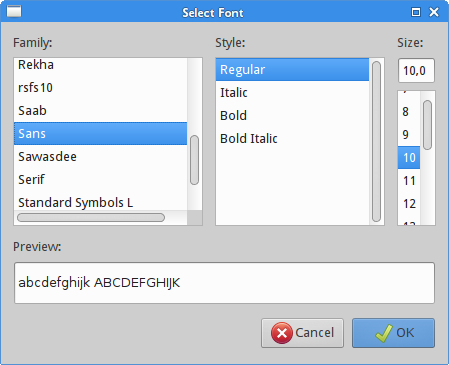 Select Font
Family:
Style:
Size:
Rekha
rsfs10
Saab
Sans
Sawasdee
Serif
Standard Symbols L
Regular
Italic
Bold
Bold Italic
10,0
8
9
10
11
12
Preview:
abcdefghijk ABCDEFGHIJK
Cancel
OK